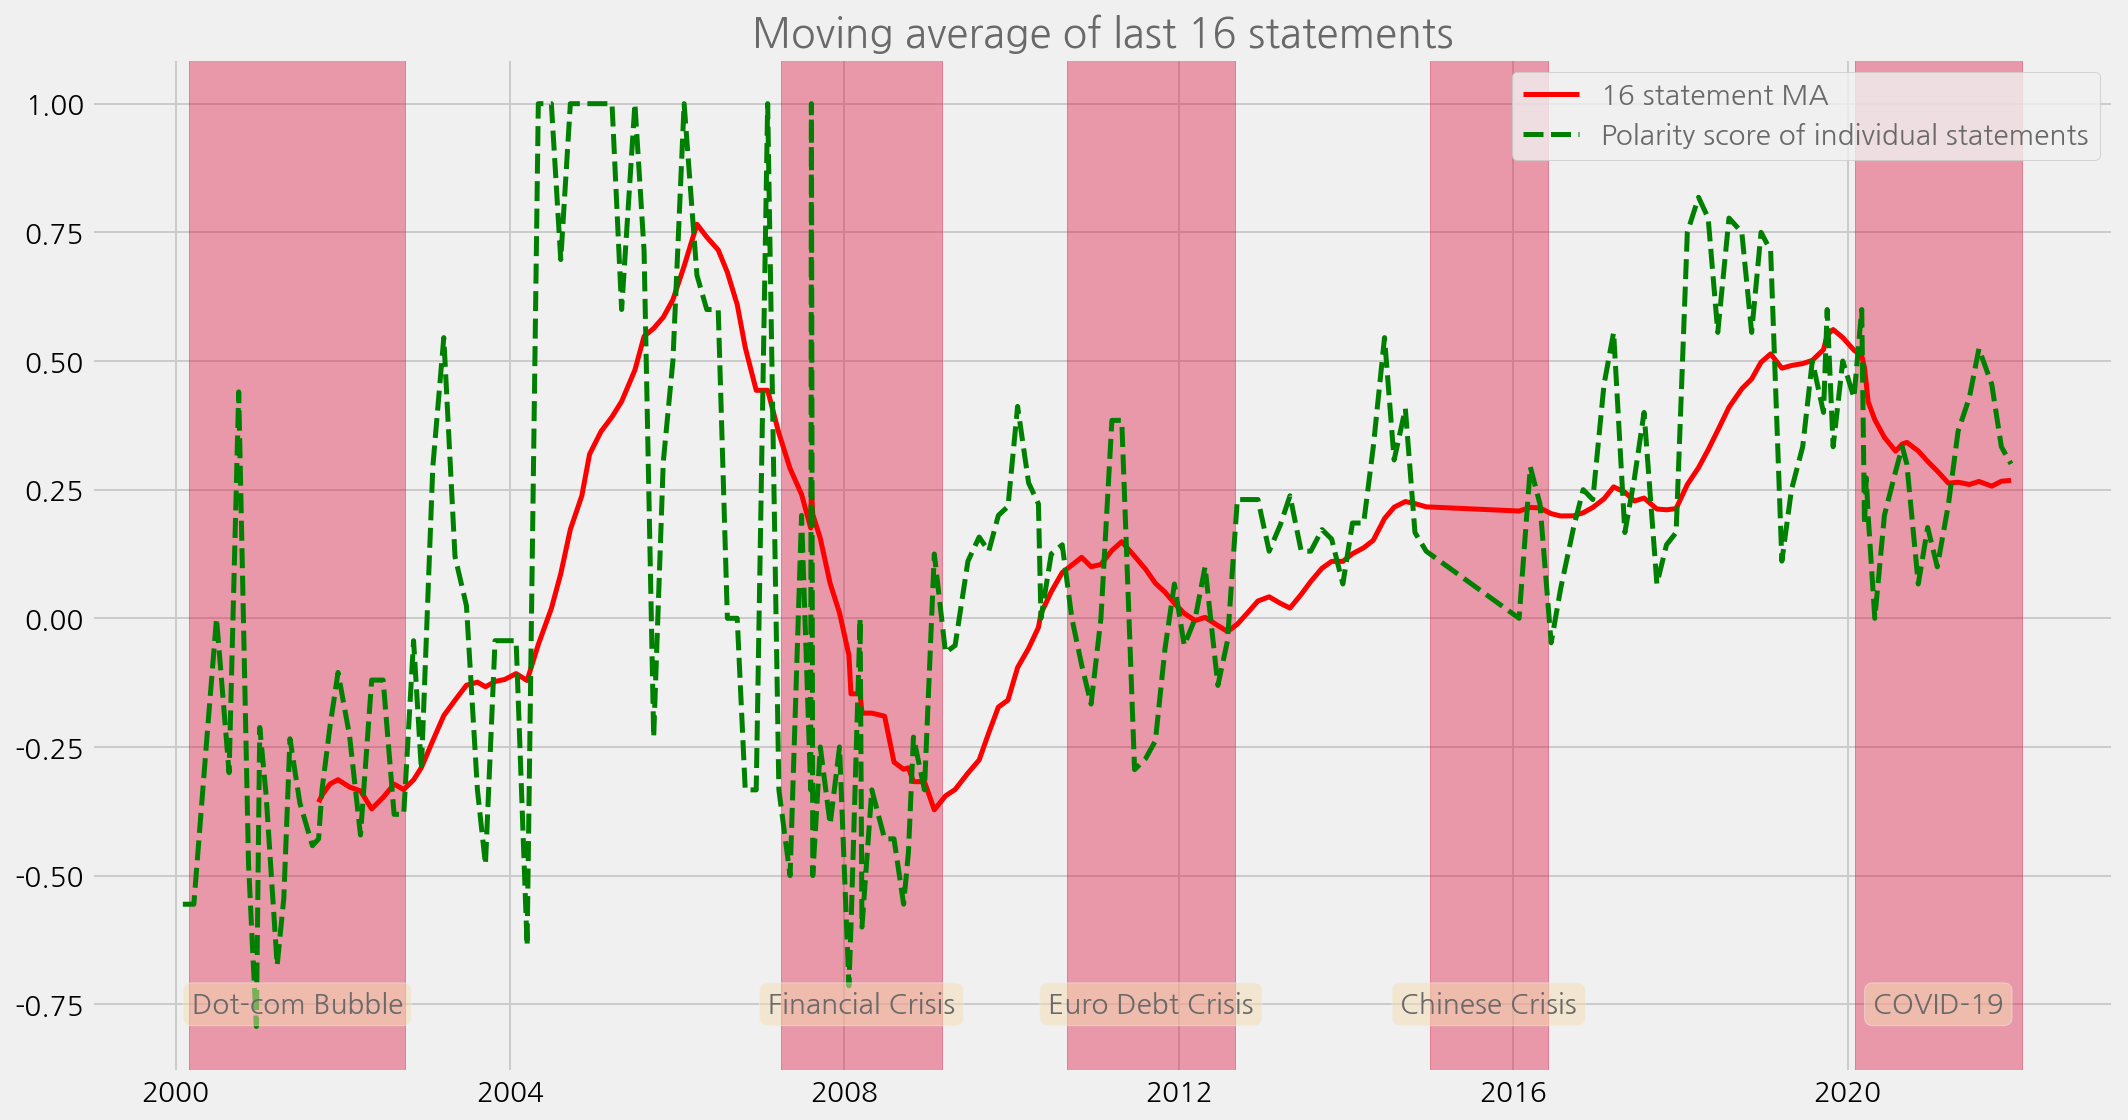 Moving average of last 16 statements
16 statement MA
Polarity score of individual statements
1.00
0.75
0.50
0.25
0.00
-0.25
-0.50
-0.75
Dot-com Bubble
Financial Crisis
Euro Debt Crisis
Chinese Crisis
COVID-19
2000
2004
2008
2012
2016
2020